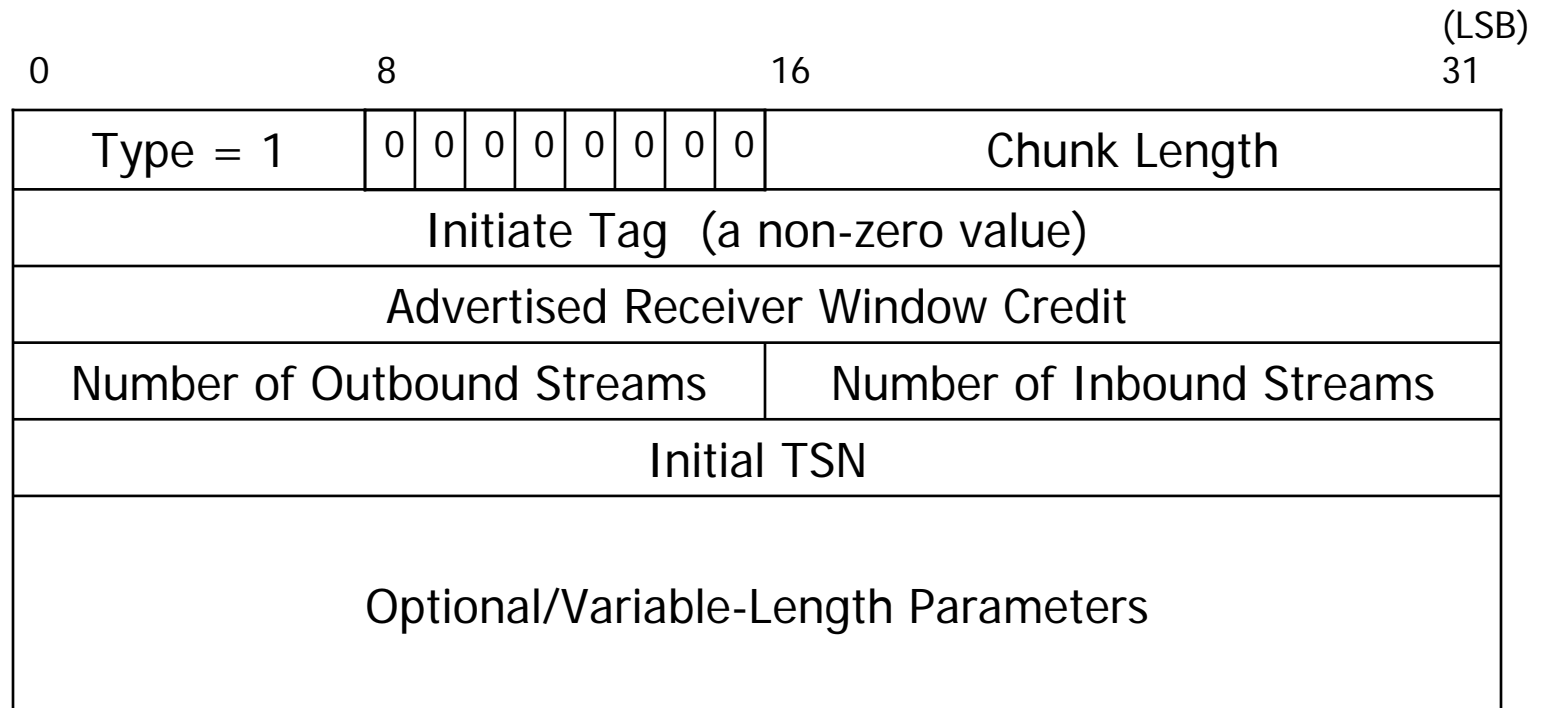 (LSB)
0 8 16 31
Type = 1 0 0 0 0 0 0 0 0 Chunk Length
Initiate Tag (a non-zero value)
Advertised Receiver Window Credit
Number of Outbound Streams Number of Inbound Streams
Initial TSN
Optional/Variable-Length Parameters